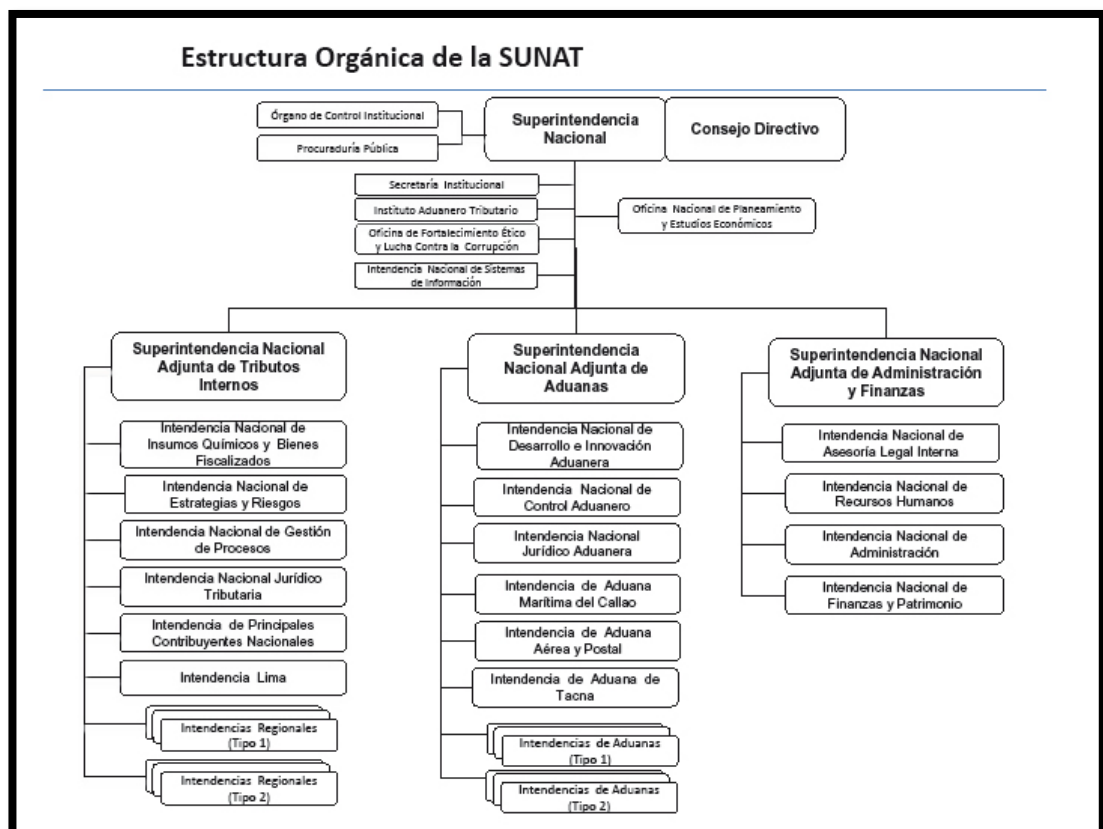 Estructura Orgánica de la SUNAT
Órgano de Control Institucional
Procuraduría Pública
Superintendencia
Nacional
Consejo Directivo
Secretaría Institucional
Instituto Aduanero Tributario
Oficina de Fortalecimiento Ético
y Lucha Contra la Corrupción
Intendencia Nacional de Sistemas
de Información
Oficina Nacional de Planeamiento
y Estudios Económicos
Superintendencia Nacional
Adjunta de Tributos
Internos
Intendencia Nacional de
Insumos Químicos y Bienes
Fiscalizados
Intendencia Nacional de
Estrategias y Riesgos
Intendencia Nacional de Gestión
de Procesos
Intendencia Nacional Jurídico
Tributaria
Intendencia de Principales
Contribuyentes Nacionales
Intendencia Lima
Intendencias Regionales
(Tipo 1)
Intendencias Regionales
(Tipo 2)
Superintendencia
Nacional Adjunta de
Aduanas
Intendencia Nacional de
Desarrollo e Innovación
Aduanera
Intendencia Nacional de
Control Aduanero
Intendencia Nacional
Jurídico Aduanera
Intendencia de Aduana
Marítima del Callao
Intendencia de Aduana
Aérea y Postal
Intendencia de Aduana de
Tacna
Intendencias de Aduanas
(Tipo 1)
Intendencias de Aduanas
(Tipo 2)
Superintendencia Nacional
Adjunta de Administración
y Finanzas
Intendencia Nacional de
Asesoría Legal Interna
Intendencia Nacional de
Recursos Humanos
Intendencia Nacional de
Administración
Intendencia Nacional de
Finanzas y Patrimonio